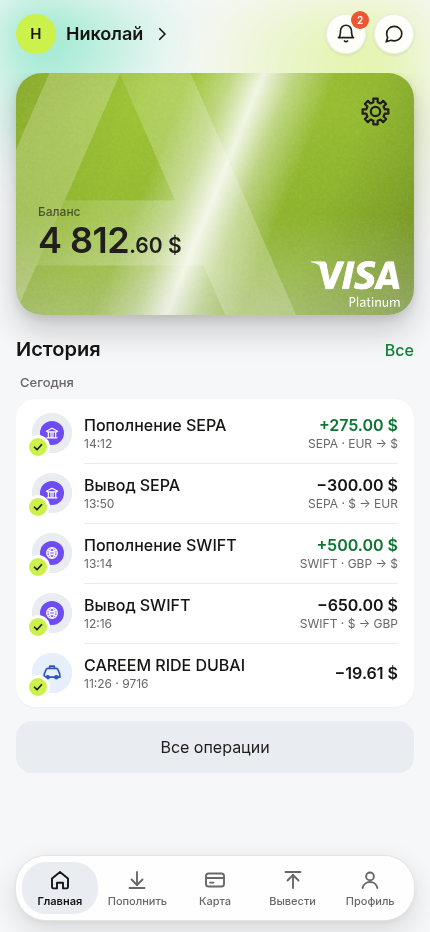 Н
Николай
2
Баланс
4 812.60 $
VISA
Platinum
История
Все
Сегодня
Пополнение SEPA
+275.00 $
14:12
SEPA · EUR → $
Вывод SEPA
−300.00 $
13:50
SEPA · $ → EUR
Пополнение SWIFT
+500.00 $
13:14
SWIFT · GBP → $
Вывод SWIFT
−650.00 $
12:16
SWIFT · $ → GBP
CAREEM RIDE DUBAI
−19.61 $
11:26 · 9716
Все операции
Главная
Пополнить
Карта
Вывести
Профиль